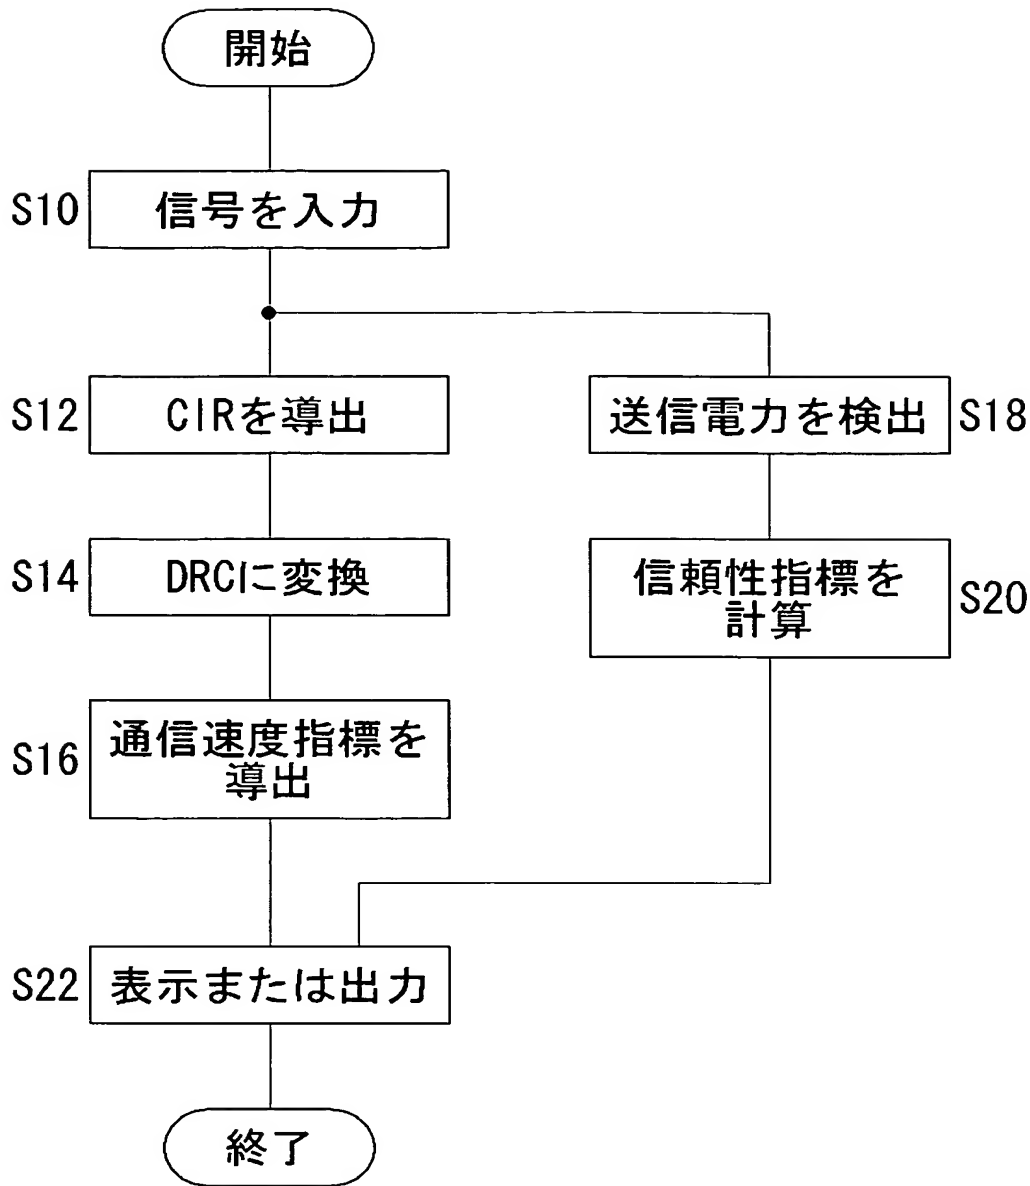 開始
S10
信号を入力
S12
CIRを導出
送信電力を検出
S18
S14
DRCに変換
信頼性指標を
計算
S20
S16
通信速度指標を
導出
S22
表示または出力
終了